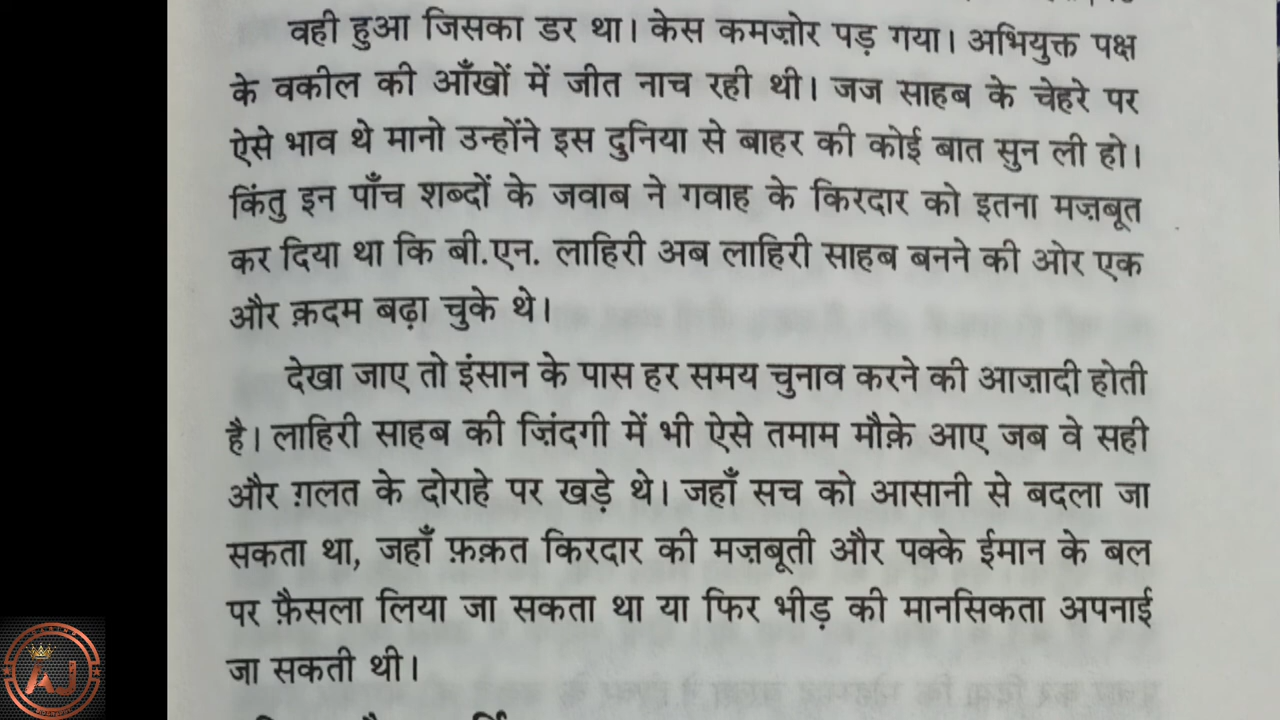 वही हुआ जिसका डर था। केस कमज़ोर पड़ गया। अभियुक्त पक्ष
के वकील की आँखों में जीत नाच रही थी। जज साहब के चेहरे पर
ऐसे भाव थे मानो उन्होंने इस दुनिया से बाहर की कोई बात सुन ली हो।
किंतु इन पाँच शब्दों के जवाब ने गवाह के किरदार को इतना मज़बूत
कर दिया था कि बी.एन. लाहिरी अब लाहिरी साहब बनने की ओर एक
और क़दम बढ़ा चुके थे।
देखा जाए तो इंसान के पास हर समय चुनाव करने की आज़ादी होती
है। लाहिरी साहब की ज़िंदगी में भी ऐसे तमाम मौक़े आए जब वे सही
और ग़लत के दोराहे पर खड़े थे। जहाँ सच को आसानी से बदला जा
सकता था, जहाँ फ़क़त किरदार की मज़बूती और पक्के ईमान के बल
पर फ़ैसला लिया जा सकता था या फिर भीड़ की मानसिकता अपनाई
जा सकती थी।
AJ